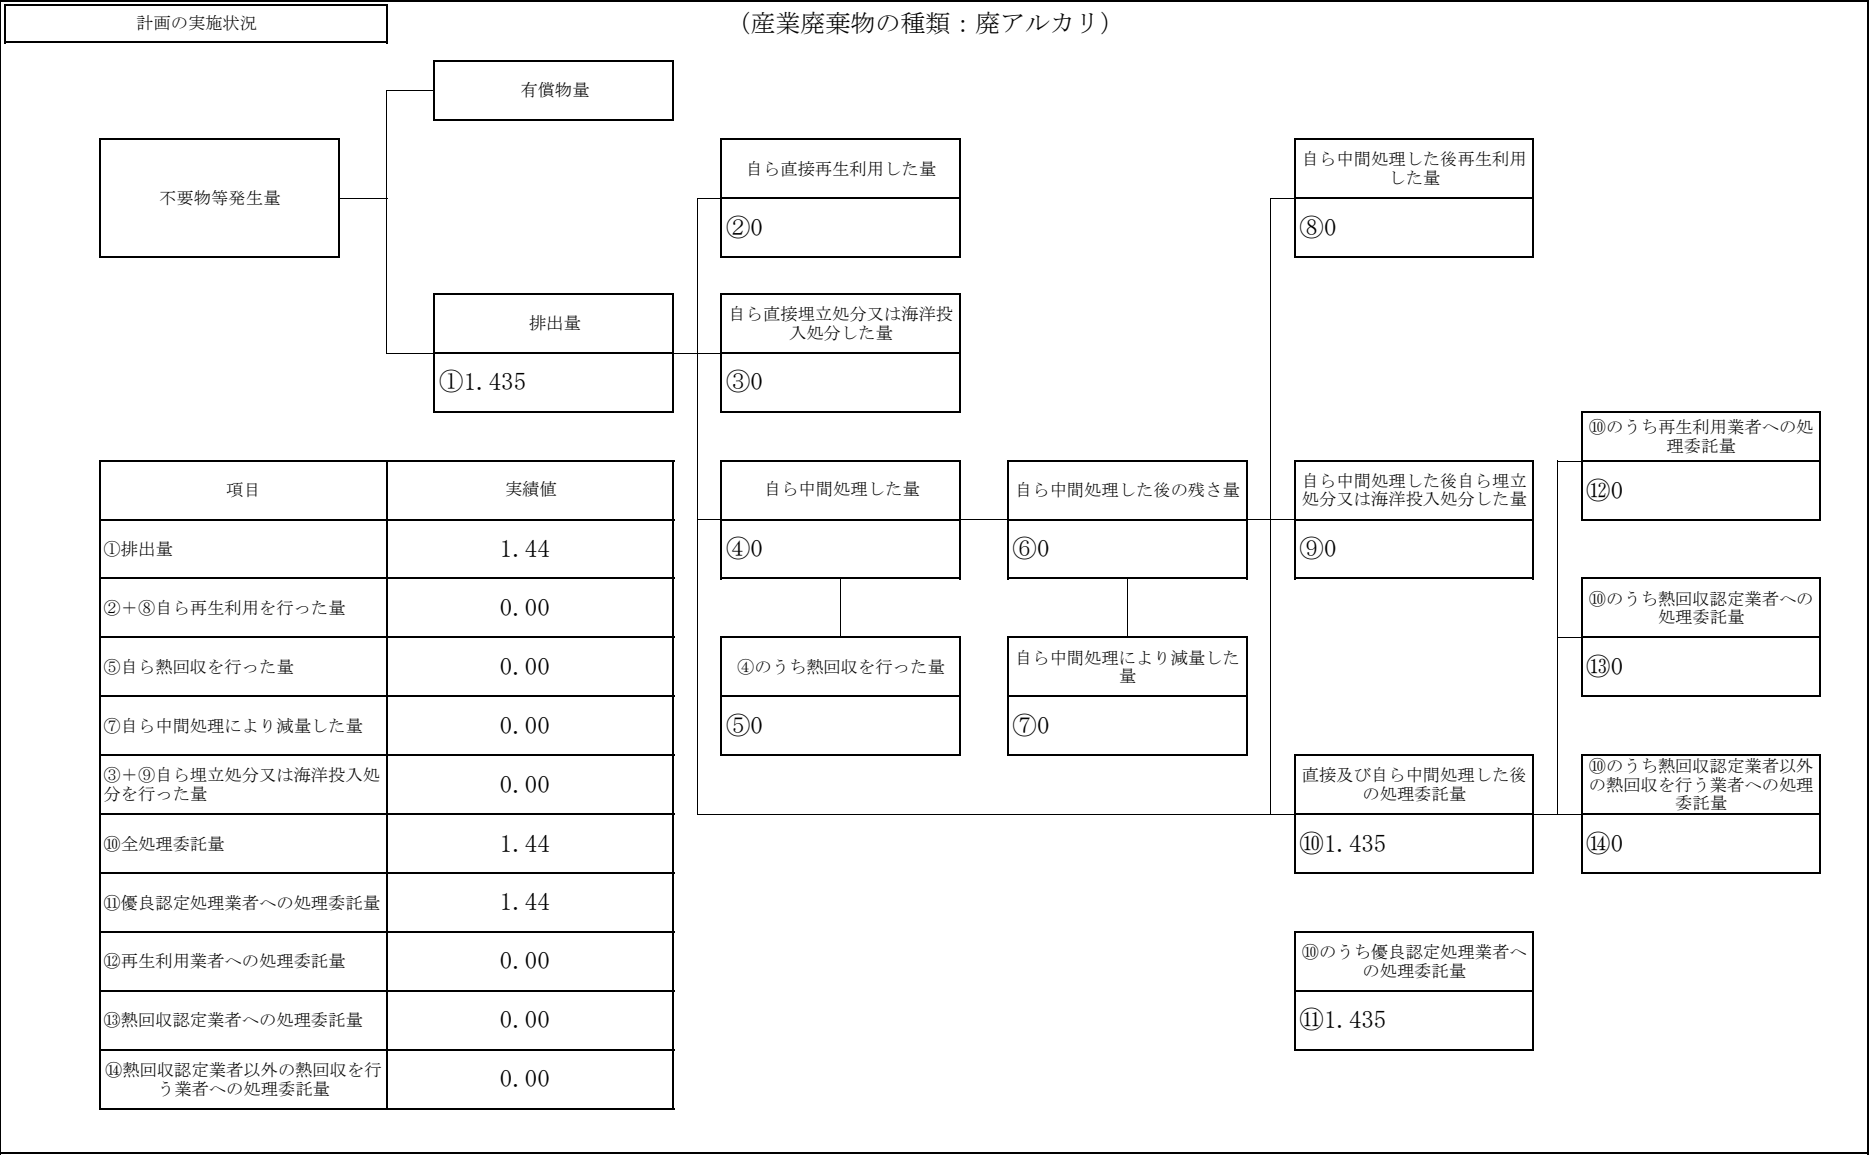 計画の実施状況
（産業廃棄物の種類：廃アルカリ）
有償物量
不要物等発生量
自ら直接再生利用した量
②0
自ら中間処理した後再生利用
した量
⑧0
排出量
①1.435
自ら直接埋立処分又は海洋投
入処分した量
③0
⑩のうち再生利用業者への処
理委託量
⑫0
自ら中間処理した量
④0
自ら中間処理した後の残さ量
⑥0
自ら中間処理した後自ら埋立
処分又は海洋投入処分した量
⑨0
⑩のうち熱回収認定業者への
処理委託量
⑬0
④のうち熱回収を行った量
⑤0
自ら中間処理により減量した
量
⑦0
直接及び自ら中間処理した後
の処理委託量
⑩1.435
⑩のうち熱回収認定業者以外
の熱回収を行う業者への処理
委託量
⑭0
⑩のうち優良認定処理業者へ
の処理委託量
⑪1.435
項目 実績値
①排出量 1.44
②＋⑧自ら再生利用を行った量 0.00
⑤自ら熱回収を行った量 0.00
⑦自ら中間処理により減量した量 0.00
③＋⑨自ら埋立処分又は海洋投入処
分を行った量 0.00
⑩全処理委託量 1.44
⑪優良認定処理業者への処理委託量 1.44
⑫再生利用業者への処理委託量 0.00
⑬熱回収認定業者への処理委託量 0.00
⑭熱回収認定業者以外の熱回収を行
う業者への処理委託量 0.00